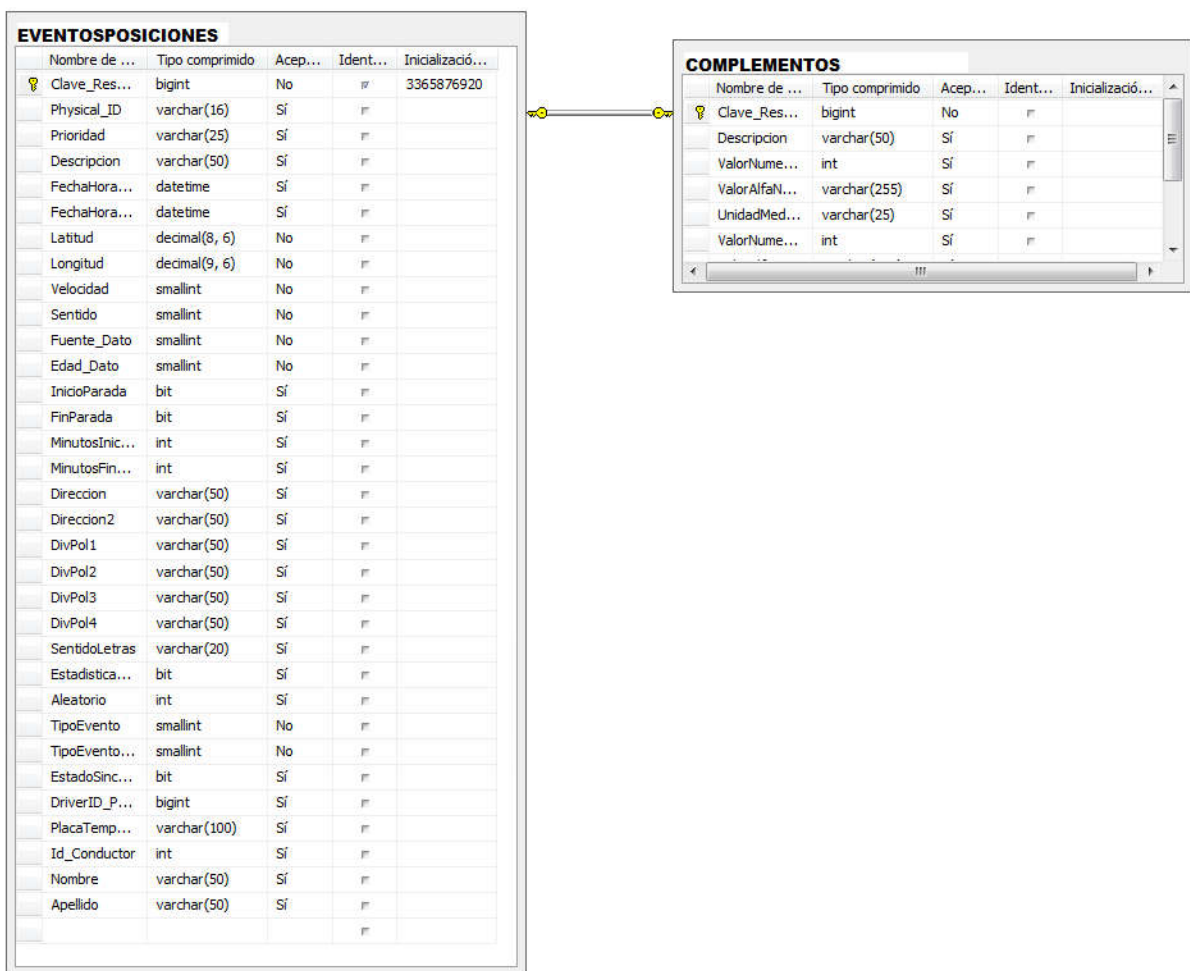 EVENTOSPOSICIONES
Nombre de ... Tipo comprimido Acep... Ident... Inicializació...
Clave_Res... bigint No 3365876920
Physical_ID varchar(16) Sí
Prioridad varchar(25) Sí
Descripcion varchar(50) Sí
FechaHora... datetime Sí
FechaHora... datetime Sí
Latitud decimal(8, 6) No
Longitud decimal(9, 6) No
Velocidad smallint No
Sentido smallint No
Fuente_Dato smallint No
Edad_Dato smallint No
InicioParada bit Sí
FinParada bit Sí
MinutosInic... int Sí
MinutosFin... int Sí
Direccion varchar(50) Sí
Direccion2 varchar(50) Sí
DivPol1 varchar(50) Sí
DivPol2 varchar(50) Sí
DivPol3 varchar(50) Sí
DivPol4 varchar(50) Sí
SentidoLetras varchar(20) Sí
Estadistica... bit Sí
Aleatorio int Sí
TipoEvento smallint No
TipoEvento... smallint No
EstadoSinc... bit Sí
DriverID_P... bigint Sí
PlacaTemp... varchar(100) Sí
Id_Conductor int Sí
Nombre varchar(50) Sí
Apellido varchar(50) Sí
COMPLEMENTOS
Nombre de ... Tipo comprimido Acep... Ident... Inicializació...
Clave_Res... bigint No
Descripcion varchar(50) Sí
ValorNume... int Sí
ValorAlfaN... varchar(255) Sí
UnidadMed... varchar(25) Sí
ValorNume... int Sí